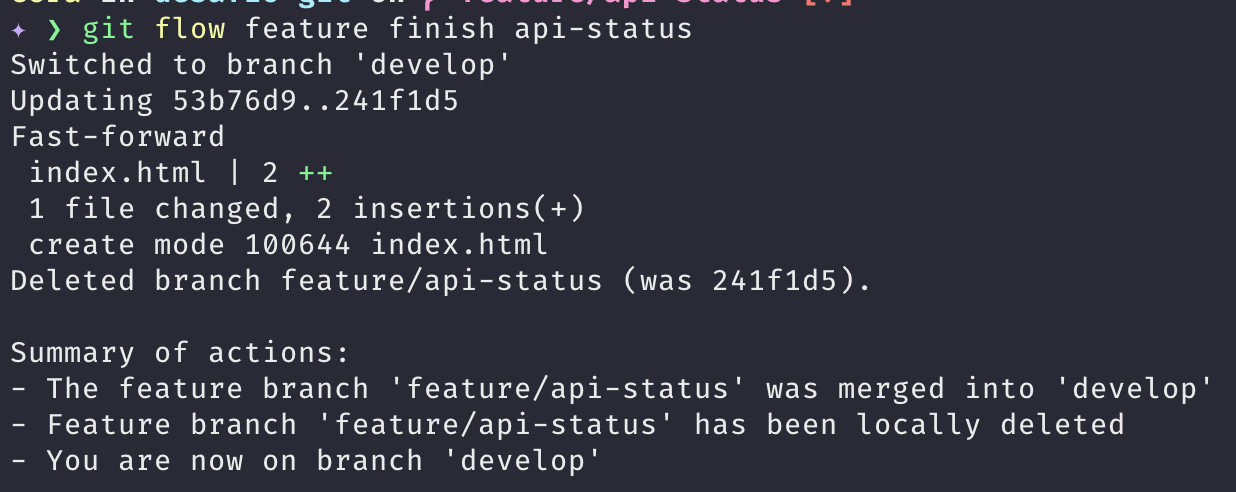 ✦ ❯ git flow feature finish api-status
Switched to branch 'develop'
Updating 53b76d9..241f1d5
Fast-forward
 index.html | 2 ++
 1 file changed, 2 insertions(+)
 create mode 100644 index.html
Deleted branch feature/api-status (was 241f1d5).

Summary of actions:
- The feature branch 'feature/api-status' was merged into 'develop'
- Feature branch 'feature/api-status' has been locally deleted
- You are now on branch 'develop'